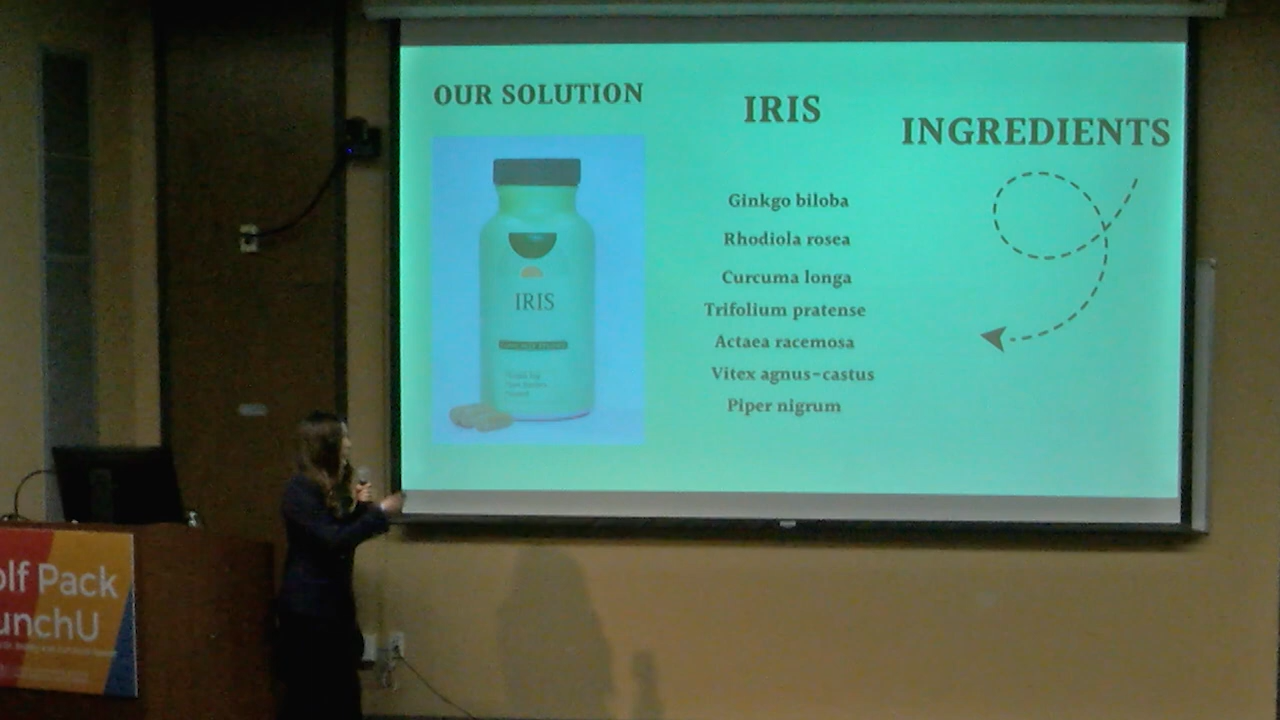 OUR SOLUTION
IRIS
INGREDIENTS
Ginkgo biloba
Rhodiola rosea
Curcuma longa
Trifolium pratense
Actaea racemosa
Vitex agnus-castus
Piper nigrum
IRIS
olf Pack
unchU